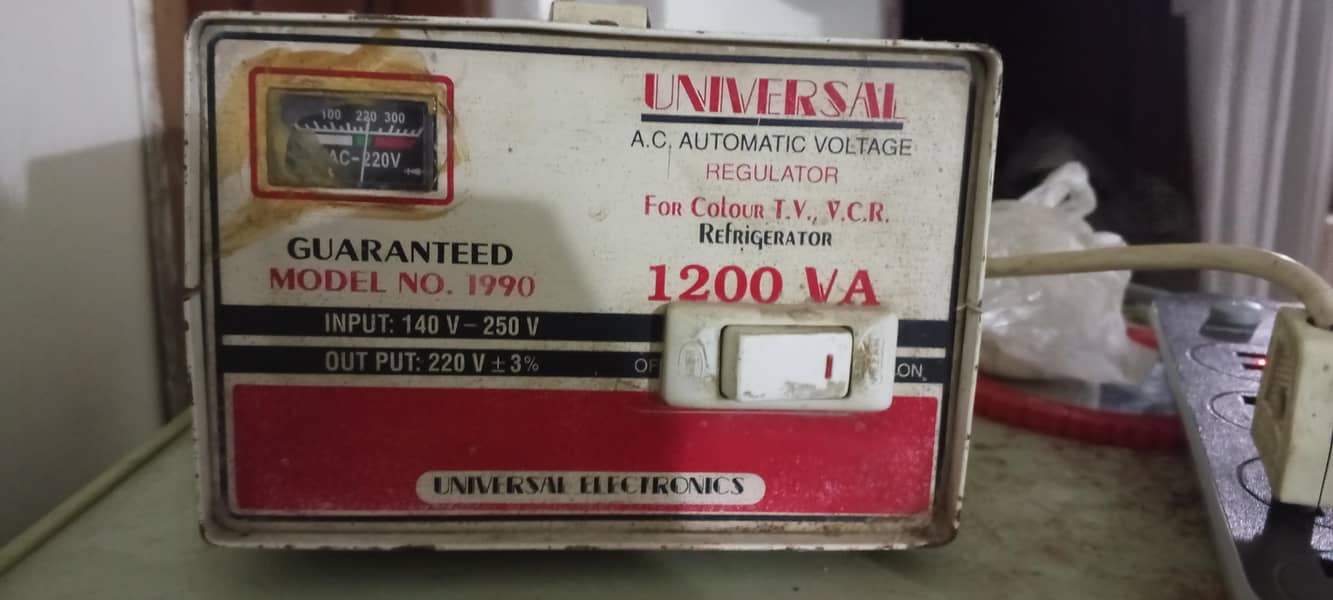 100 220 300
AC-220V
UNIVERSAL
A.C. AUTOMATIC VOLTAGE
REGULATOR
FOR COLOUR T.V., V.C.R.
REFRIGERATOR
GUARANTEED
MODEL NO. 1990
1200 VA
INPUT: 140 V - 250 V
OUT PUT: 220 V ± 3%
OF
ON
UNIVERSAL ELECTRONICS